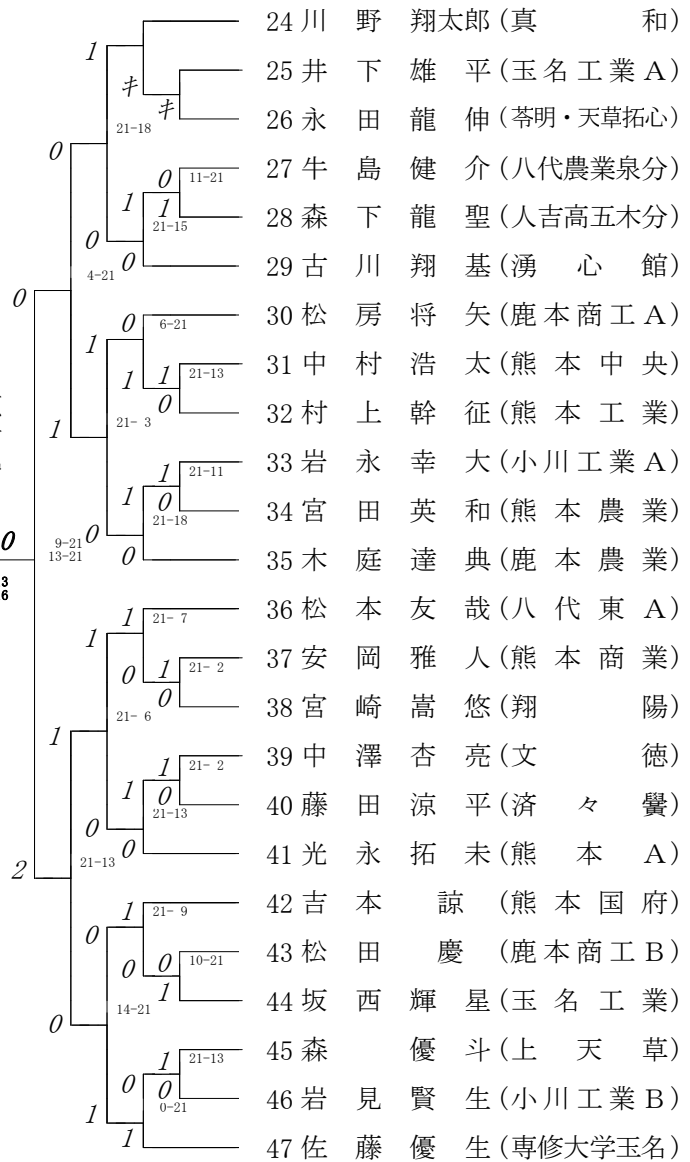 24 川野 翔太郎 (真和)
1
25 井下 雄平 (玉名工業A)
キ
キ
26 永田 龍伸 (苓明・天草拓心)
21-18
0
27 牛島 健介 (八代農業泉分)
0 11-21
1
1
28 森下 龍聖 (人吉高五木分)
21-15
0
29 古川 翔基 (湧心館)
4-21
0
0
30 松房 将矢 (鹿本商工A)
0 6-21
1
31 中村 浩太 (熊本中央)
1
1 21-13
32 村上 幹征 (熊本工業)
0
21- 3
1
33 岩永 幸大 (小川工業A)
1 21-11
1
0
34 宮田 英和 (熊本農業)
21-18
0
0
9-21
13-21
35 木庭 達典 (鹿本農業)
0
3
6
36 松本 友哉 (八代東A)
1 21- 7
1
37 安岡 雅人 (熊本商業)
0
1 21- 2
38 宮崎 嵩悠 (翔陽)
0
21- 6
1
39 中澤 杏亮 (文徳)
1 21- 2
1
0
40 藤田 涼平 (済々黌)
21-13
0
41 光永 拓未 (熊本A)
0
21-13
2
42 吉本 諒 (熊本国府)
1 21- 9
0
43 松田 慶 (鹿本商工B)
0
0 10-21
44 坂西 輝星 (玉名工業)
1
14-21
0
45 森 優斗 (上天草)
1 21-13
0
0
46 岩見 賢生 (小川工業B)
0-21
1
47 佐藤 優生 (専修大学玉名)
1